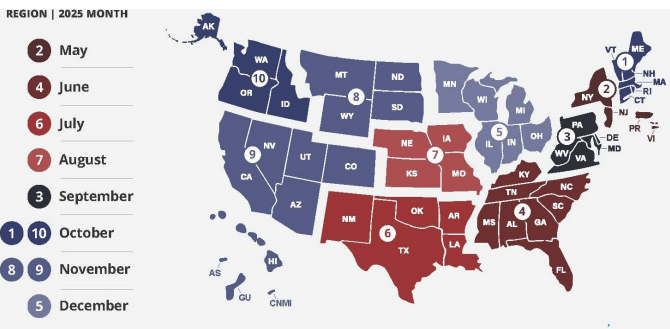 REGION | 2025 MONTH
2 May
4 June
6 July
7 August
3 September
1 10 October
8 9 November
5 December
AK
WA
10
OR
ID
MT
ND
8
SD
WY
MN
WI
MI
5
IL
IN
OH
VT
ME
1
NH
MA
RI
CT
2
NY
NJ
PR
VI
PA
3
DE
MD
WV
VA
NV
9
CA
UT
CO
AZ
NE
IA
7
KS
MO
KY
TN
NC
SC
4
MS
AL
GA
FL
NM
OK
AR
6
TX
LA
HI
AS
GU
CNMI